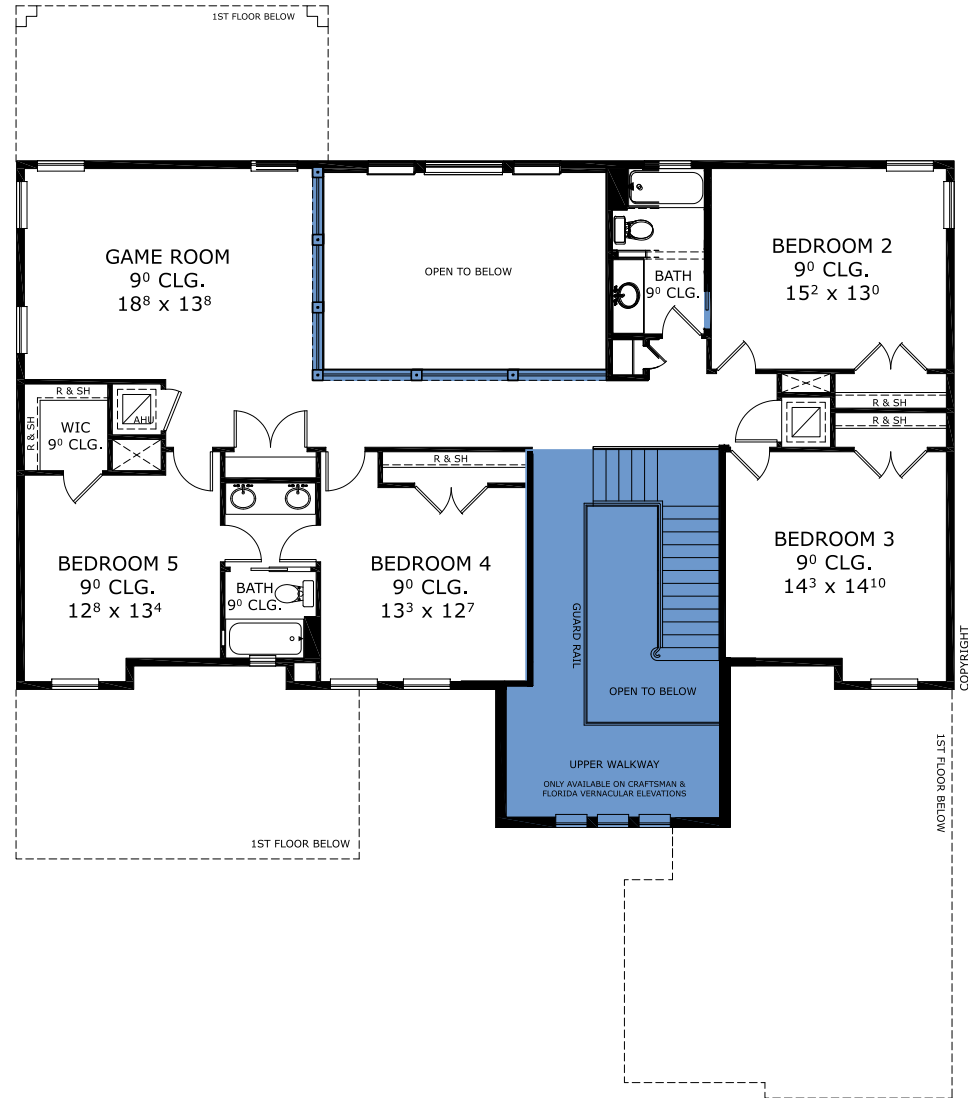 1ST FLOOR BELOW
GAME ROOM
9⁰ CLG.
18⁸ x 13⁸
OPEN TO BELOW
BATH
9⁰ CLG.
BEDROOM 2
9⁰ CLG.
15² x 13⁰
R & SH
R & SH
WIC
9⁰ CLG.
AHU
R & SH
R & SH
R & SH
BEDROOM 5
9⁰ CLG.
12⁸ x 13⁴
BATH
9⁰ CLG.
BEDROOM 4
9⁰ CLG.
13³ x 12⁷
GUARD RAIL
OPEN TO BELOW
BEDROOM 3
9⁰ CLG.
14³ x 14¹⁰
COPYRIGHT
UPPER WALKWAY
ONLY AVAILABLE ON CRAFTSMAN &
FLORIDA VERNACULAR ELEVATIONS
1ST FLOOR BELOW
1ST FLOOR BELOW